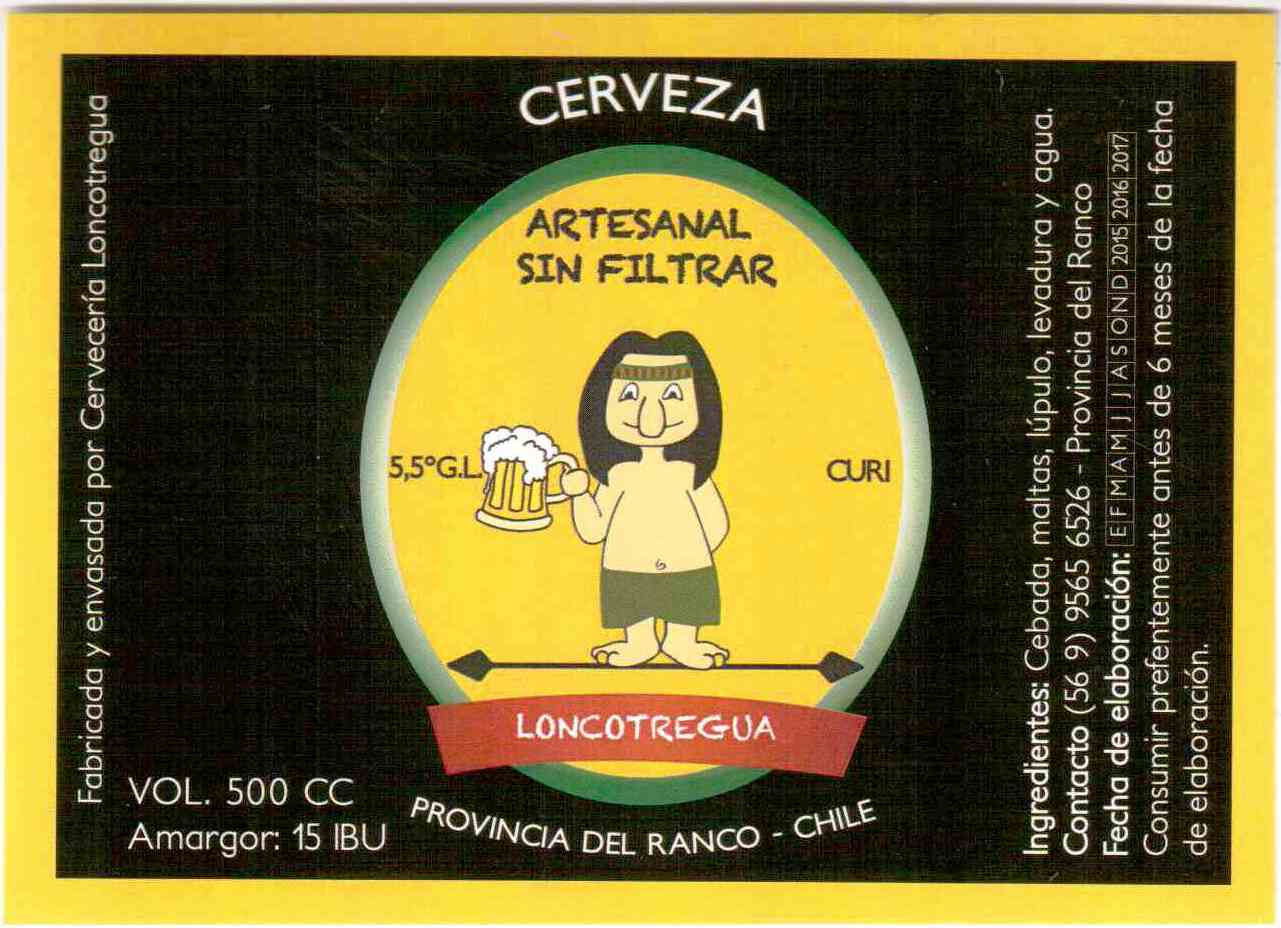 CERVEZA
ARTESANAL
SIN FILTRAR
5,5°G.L.
CURI
LONCOTREGUA
PROVINCIA DEL RANCO - CHILE
Fabricada y envasada por Cervecería Loncotregua
VOL. 500 CC
Amargor: 15 IBU
Ingredientes: Cebada, maltas, lúpulo, levadura y agua.
Contacto (56 9) 9565 6526 - Provincia del Ranco
Fecha de elaboración: E F M A M J J A S O N D 2015 2016 2017
Consumir prefentemente antes de 6 meses de la fecha
de elaboración.